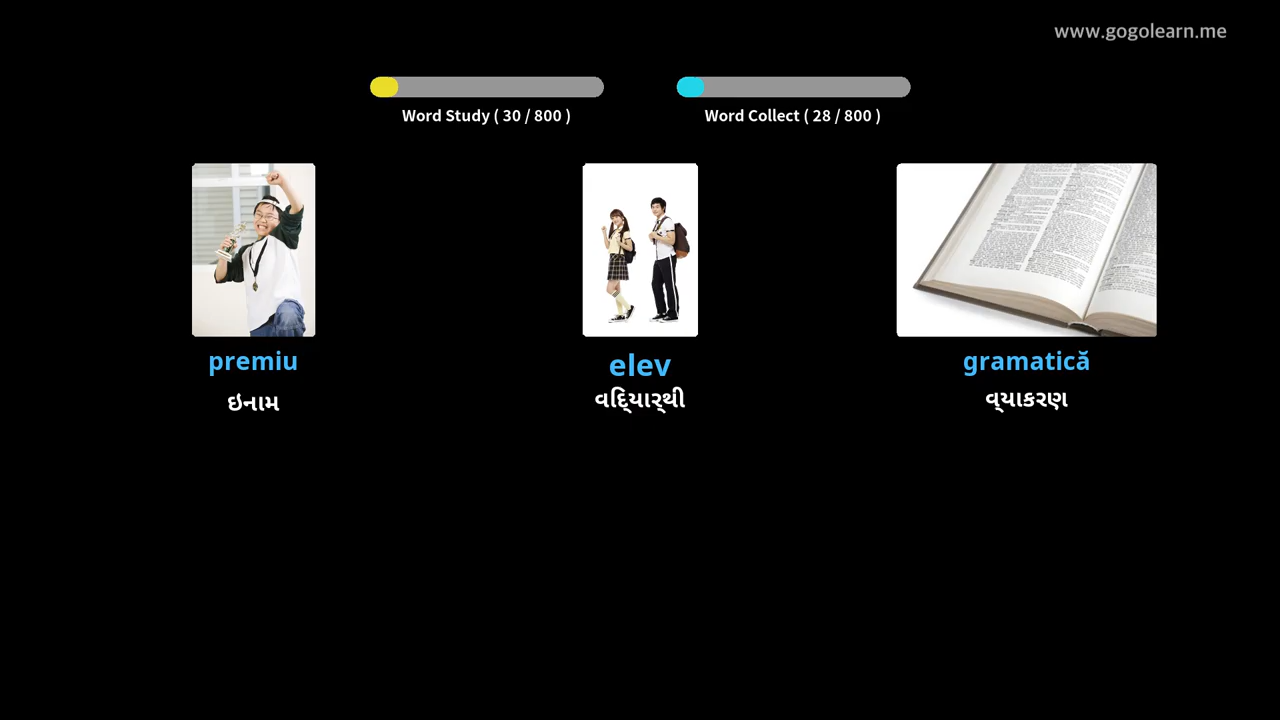 www.gogolearn.me
Word Study ( 30 / 800 )
Word Collect ( 28 / 800 )
premiu
elev
gramatică
ઇનામ
વિદ્યાર્થી
વ્યાકરણ